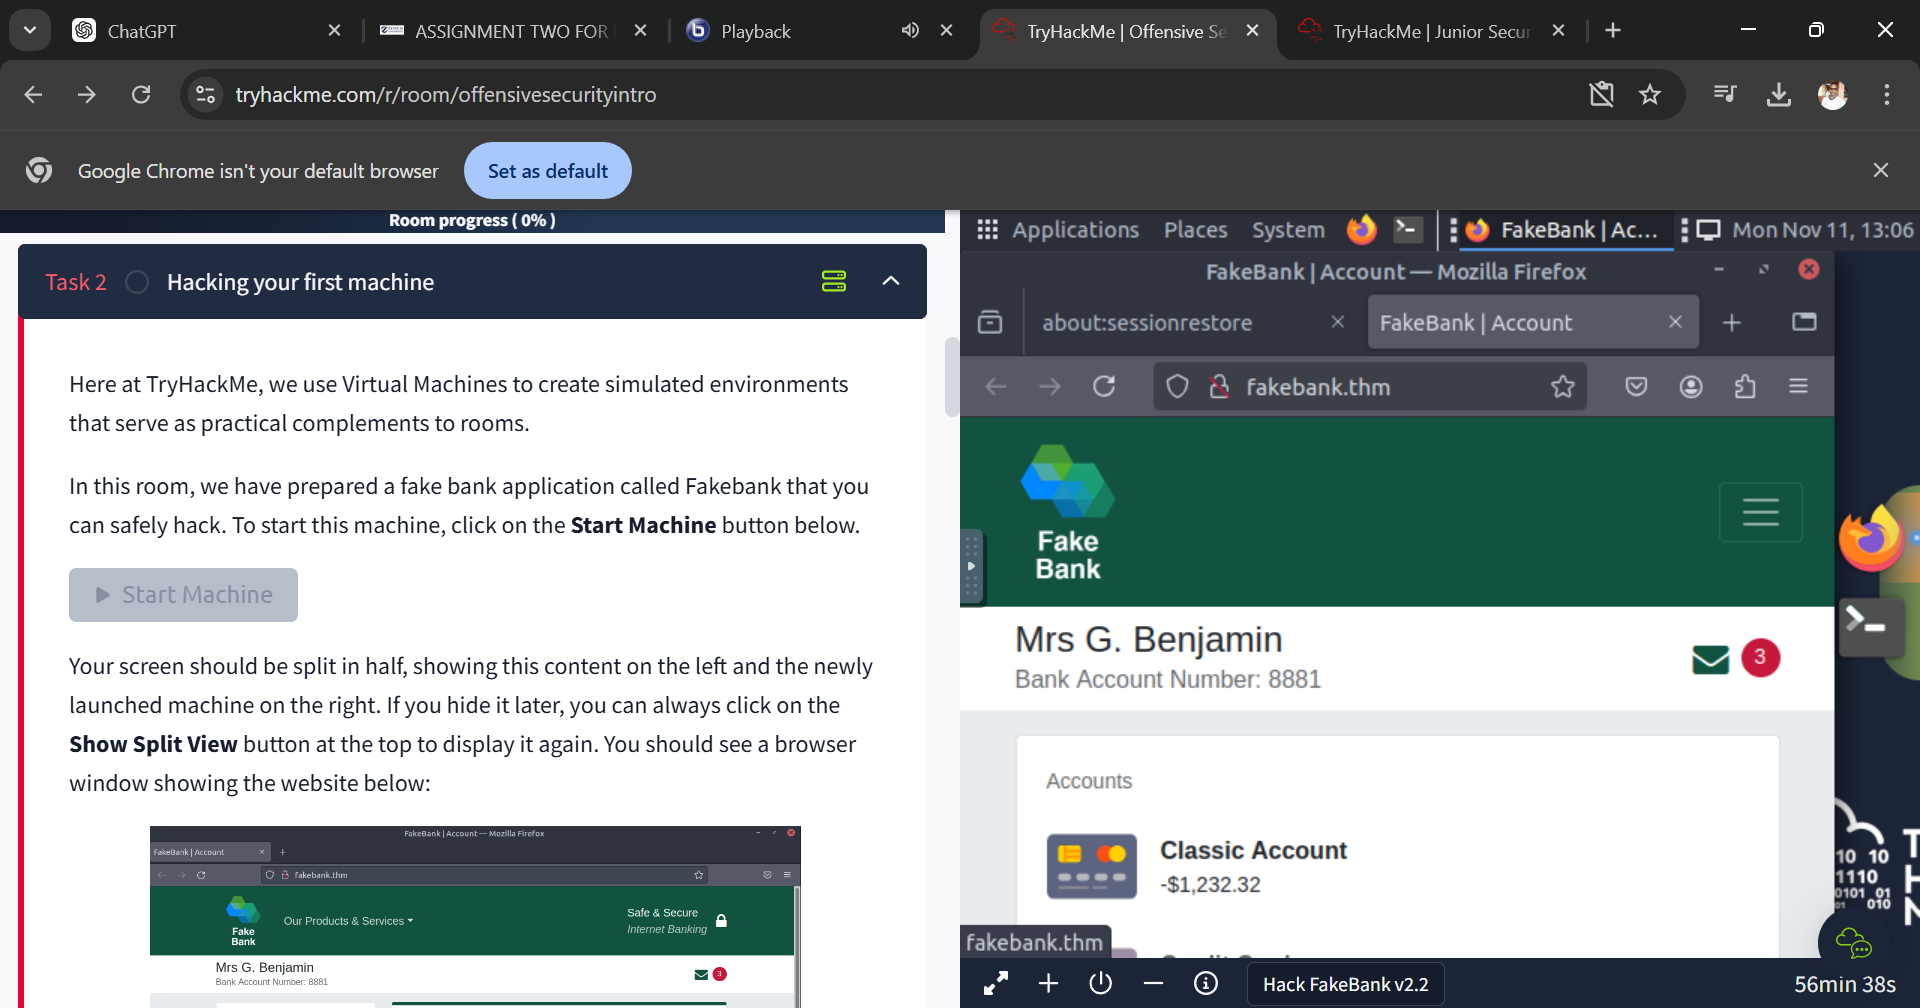 ChatGPT
ASSIGNMENT TWO FOR
Playback
TryHackMe | Offensive Se
TryHackMe | Junior Secur
tryhackme.com/r/room/offensivesecurityintro
Google Chrome isn't your default browser
Set as default
Room progress ( 0% )
Task 2
Hacking your first machine
Here at TryHackMe, we use Virtual Machines to create simulated environments
that serve as practical complements to rooms.
In this room, we have prepared a fake bank application called Fakebank that you
can safely hack. To start this machine, click on the Start Machine button below.
Start Machine
Your screen should be split in half, showing this content on the left and the newly
launched machine on the right. If you hide it later, you can always click on the
Show Split View button at the top to display it again. You should see a browser
window showing the website below:
FakeBank | Account — Mozilla Firefox
FakeBank | Account
fakebank.thm
Fake
Bank
Our Products & Services
Safe & Secure
Internet Banking
Mrs G. Benjamin
Bank Account Number: 8881
3
Applications
Places
System
FakeBank | Ac...
Mon Nov 11, 13:06
FakeBank | Account — Mozilla Firefox
about:sessionrestore
FakeBank | Account
fakebank.thm
Fake
Bank
Mrs G. Benjamin
Bank Account Number: 8881
3
Accounts
Classic Account
-$1,232.32
fakebank.thm
10 10
1110
0101 01
01 010
T
H
Hack FakeBank v2.2
56min 38s